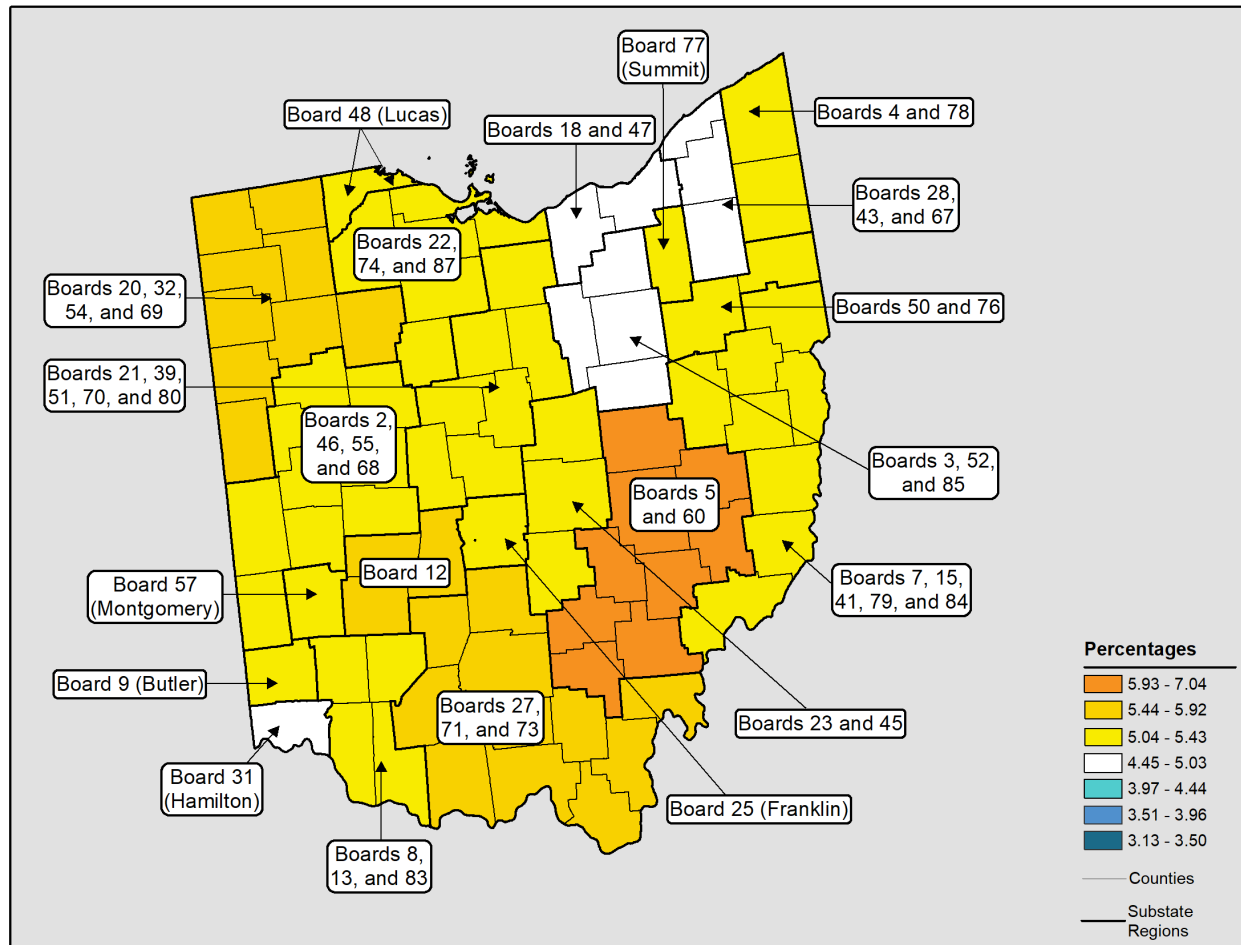 Board 77
(Summit)
Board 48 (Lucas)
Boards 18 and 47
Boards 4 and 78
Boards 28,
43, and 67
Boards 22,
74, and 87
Boards 20, 32,
54, and 69
Boards 50 and 76
Boards 21, 39,
51, 70, and 80
Boards 2,
46, 55,
and 68
Boards 3, 52,
and 85
Boards 5
and 60
Board 12
Board 57
(Montgomery)
Boards 7, 15,
41, 79, and 84
Board 9 (Butler)
Boards 27,
71, and 73
Boards 23 and 45
Board 31
(Hamilton)
Board 25 (Franklin)
Boards 8,
13, and 83
Percentages
5.93 - 7.04
5.44 - 5.92
5.04 - 5.43
4.45 - 5.03
3.97 - 4.44
3.51 - 3.96
3.13 - 3.50
Counties
Substate
Regions